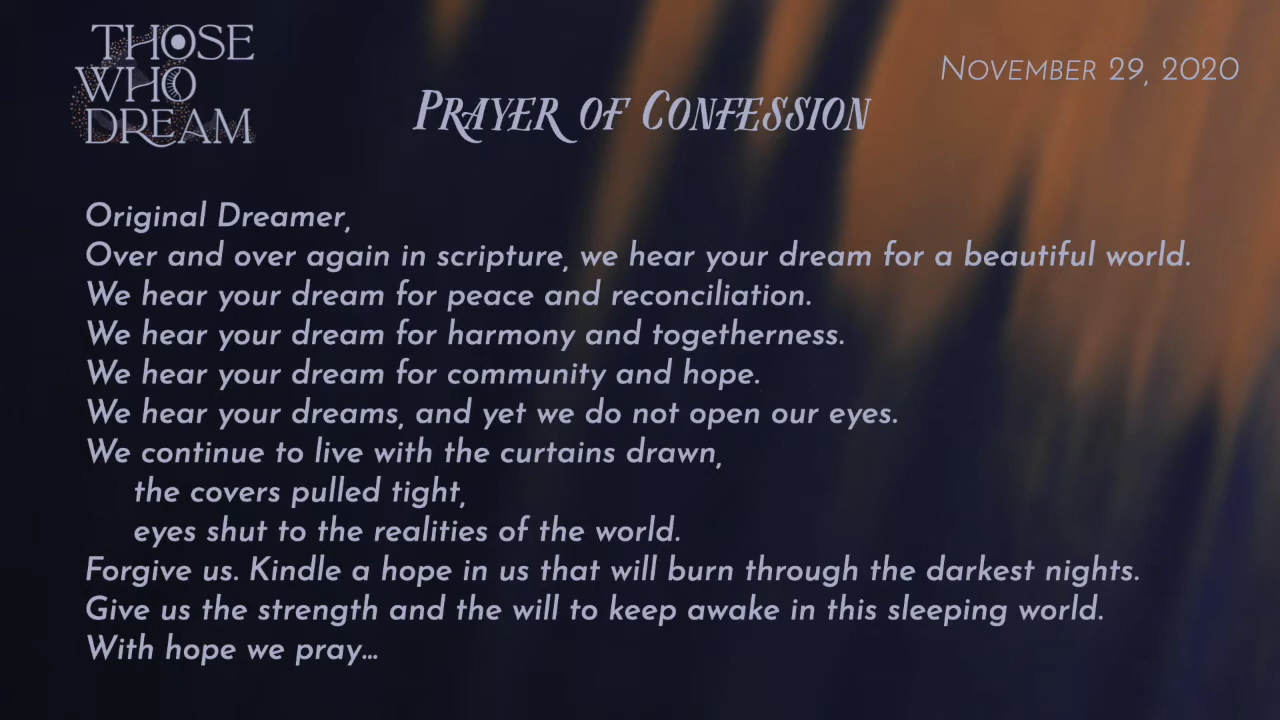 THOSE
WHO
DREAM
November 29, 2020
Prayer of Confession
Original Dreamer,
Over and over again in scripture, we hear your dream for a beautiful world.
We hear your dream for peace and reconciliation.
We hear your dream for harmony and togetherness.
We hear your dream for community and hope.
We hear your dreams, and yet we do not open our eyes.
We continue to live with the curtains drawn,
the covers pulled tight,
eyes shut to the realities of the world.
Forgive us. Kindle a hope in us that will burn through the darkest nights.
Give us the strength and the will to keep awake in this sleeping world.
With hope we pray...